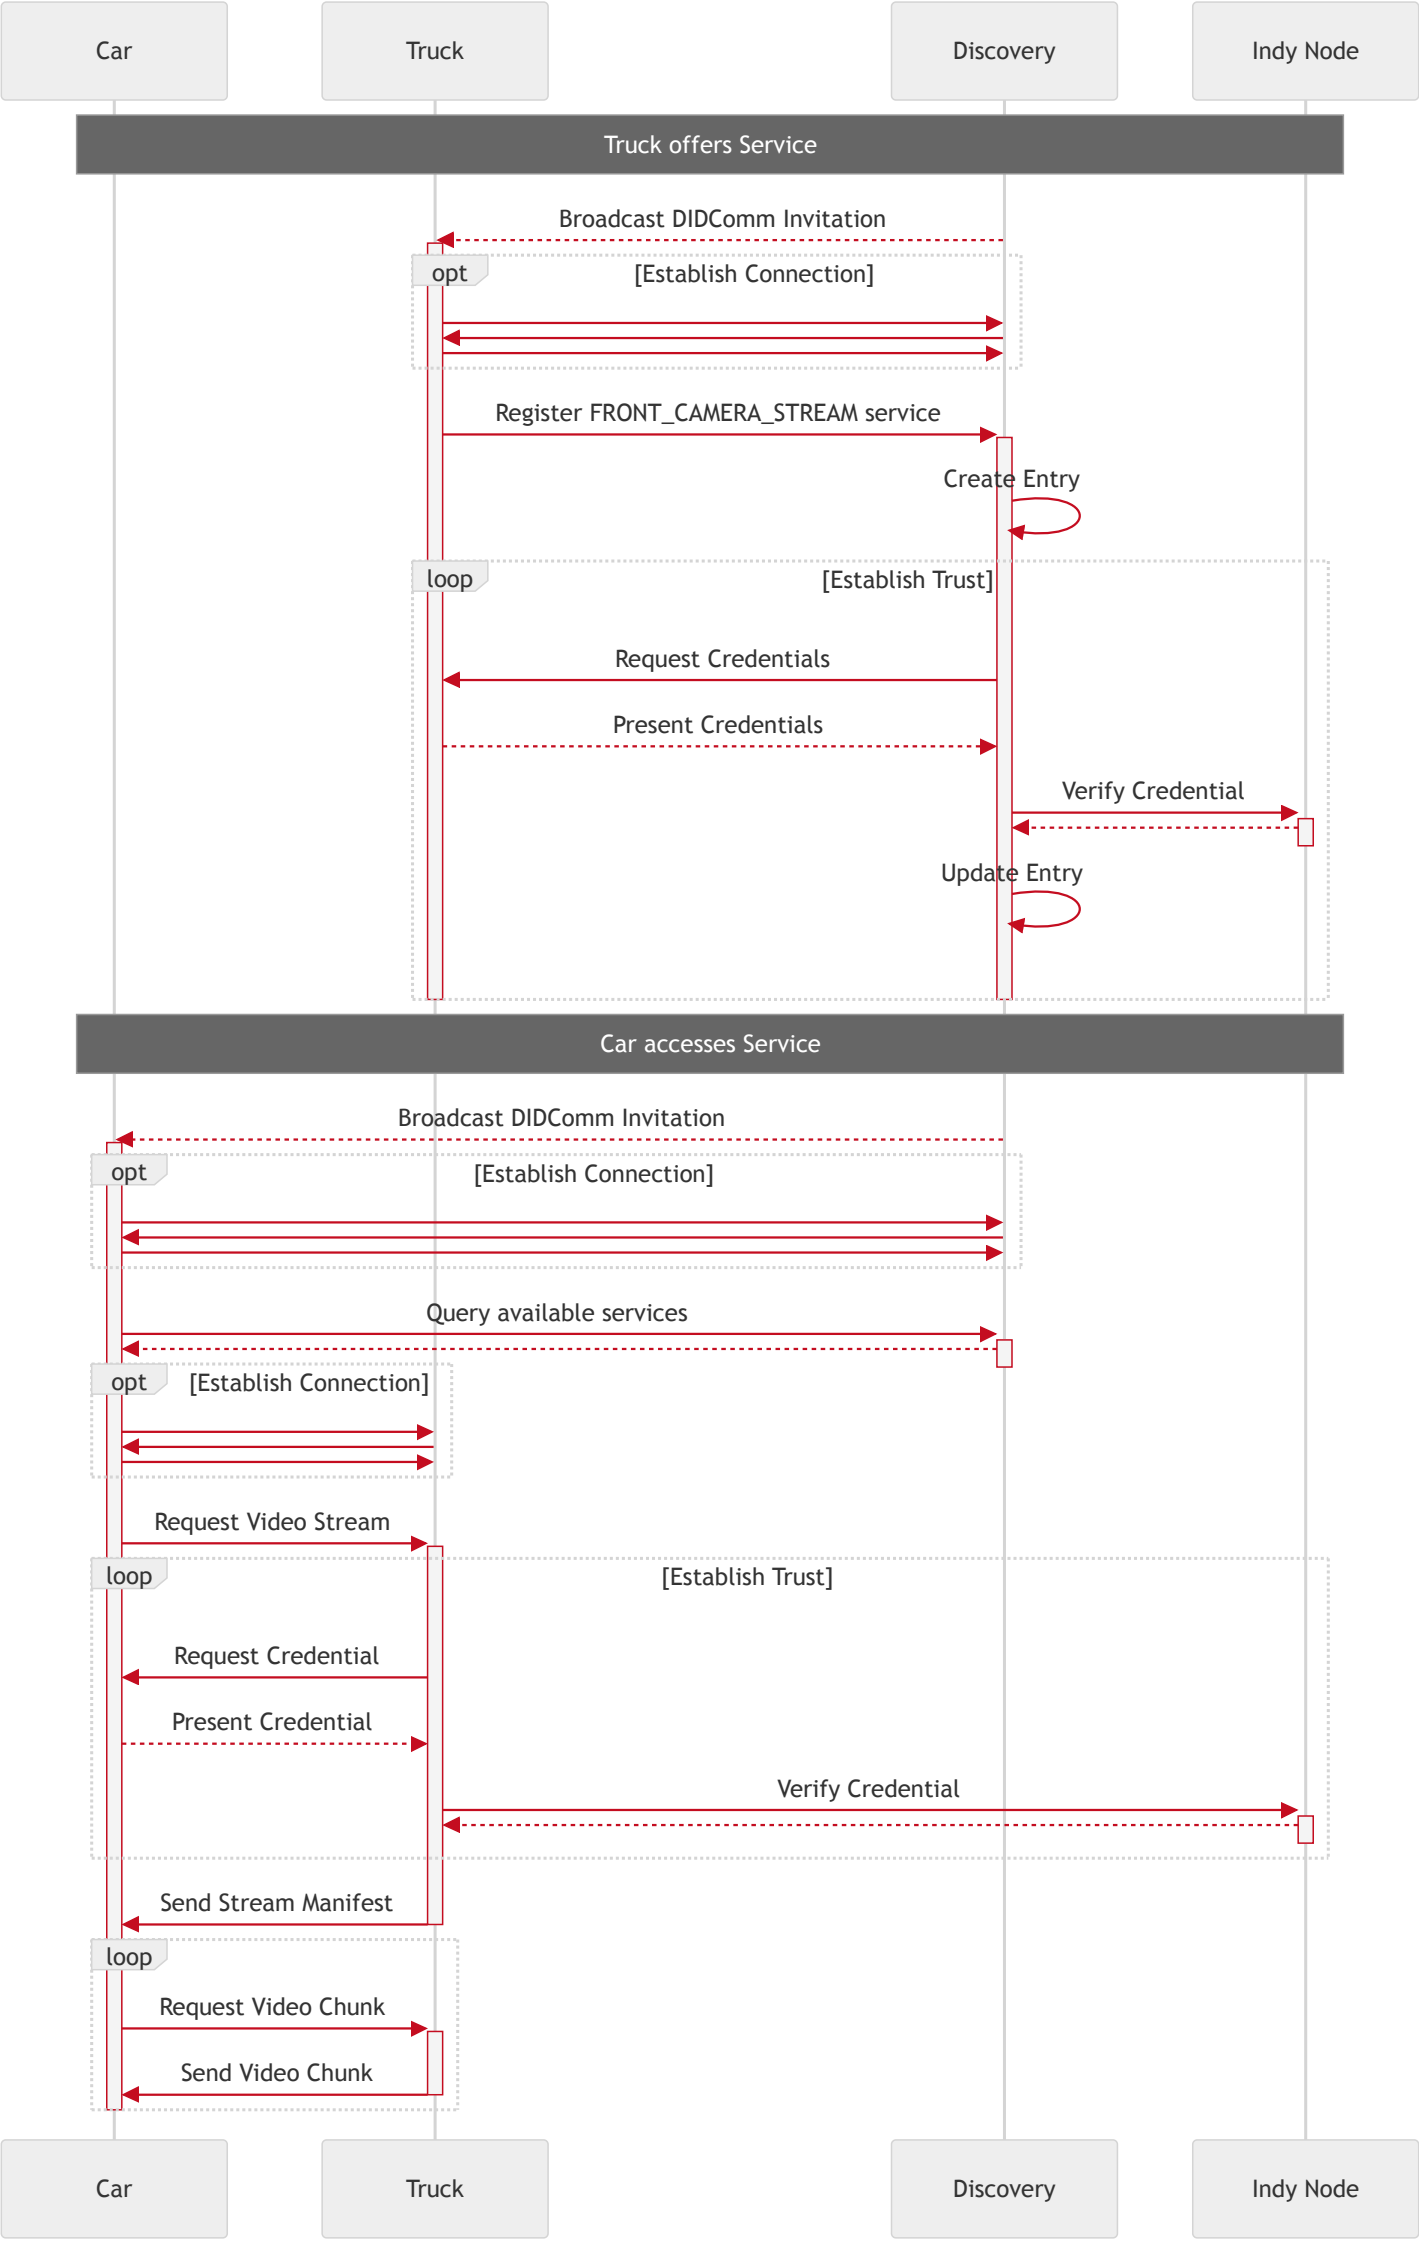 Car
Truck
Discovery
Indy Node
Truck offers Service
Broadcast DIDComm Invitation
opt
[Establish Connection]
Register FRONT_CAMERA_STREAM service
Create Entry
loop
[Establish Trust]
Request Credentials
Present Credentials
Verify Credential
Update Entry
Car accesses Service
Broadcast DIDComm Invitation
opt
[Establish Connection]
Query available services
opt
[Establish Connection]
Request Video Stream
loop
[Establish Trust]
Request Credential
Present Credential
Verify Credential
Send Stream Manifest
loop
Request Video Chunk
Send Video Chunk
Car
Truck
Discovery
Indy Node